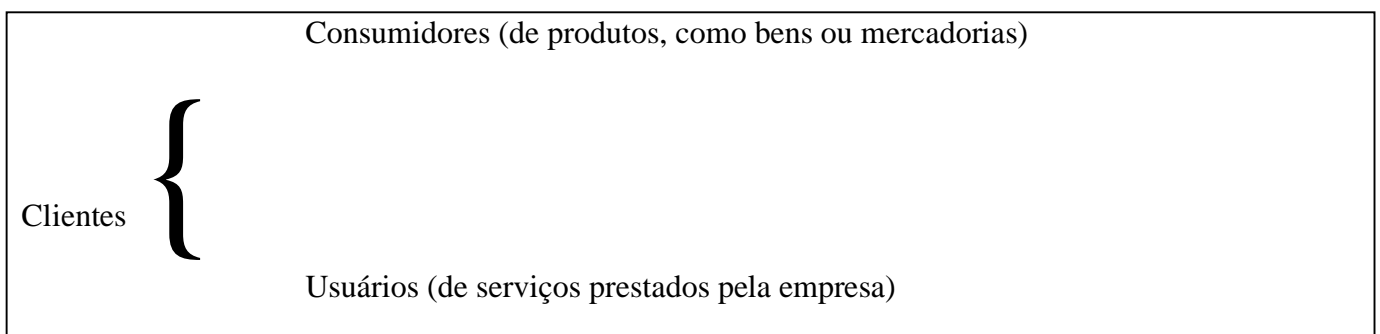 Consumidores (de produtos, como bens ou mercadorias)
Clientes {
Usuários (de serviços prestados pela empresa)